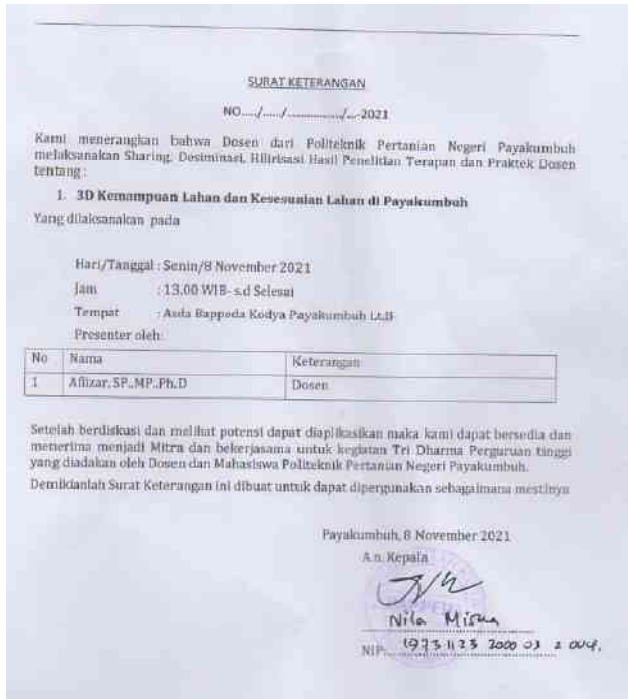 SURAT KETERANGAN
NO...../...../................/....-2021
Kami menerangkan bahwa Dosen dari Politeknik Pertanian Negeri Payakumbuh
melaksanakan Sharing, Desiminasi, Hilirisasi Hasil Penelitian Terapan dan Praktek Dosen
tentang :
1. 3D Kemampuan Lahan dan Kesesuaian Lahan di Payakumbuh
Yang dilaksanakan pada
Hari/Tanggal : Senin/8 November 2021
Jam : 13.00 WIB- s.d Selesai
Tempat : Aula Bappeda Kodya Payakumbuh Lt.II
Presenter oleh:
No Nama Keterangan
1 Aflizar, SP.,MP.,Ph.D Dosen
Setelah berdiskusi dan melihat potensi dapat diaplikasikan maka kami dapat bersedia dan
menerima menjadi Mitra dan bekerjasama untuk kegiatan Tri Dharma Perguruan tinggi
yang diadakan oleh Dosen dan Mahasiswa Politeknik Pertanian Negeri Payakumbuh.
Demikianlah Surat Keterangan ini dibuat untuk dapat dipergunakan sebagaimana mestinya
Payakumbuh, 8 November 2021
A.n. Kepala
Nila Misna
NIP. 19731123 2000 03 2 004.